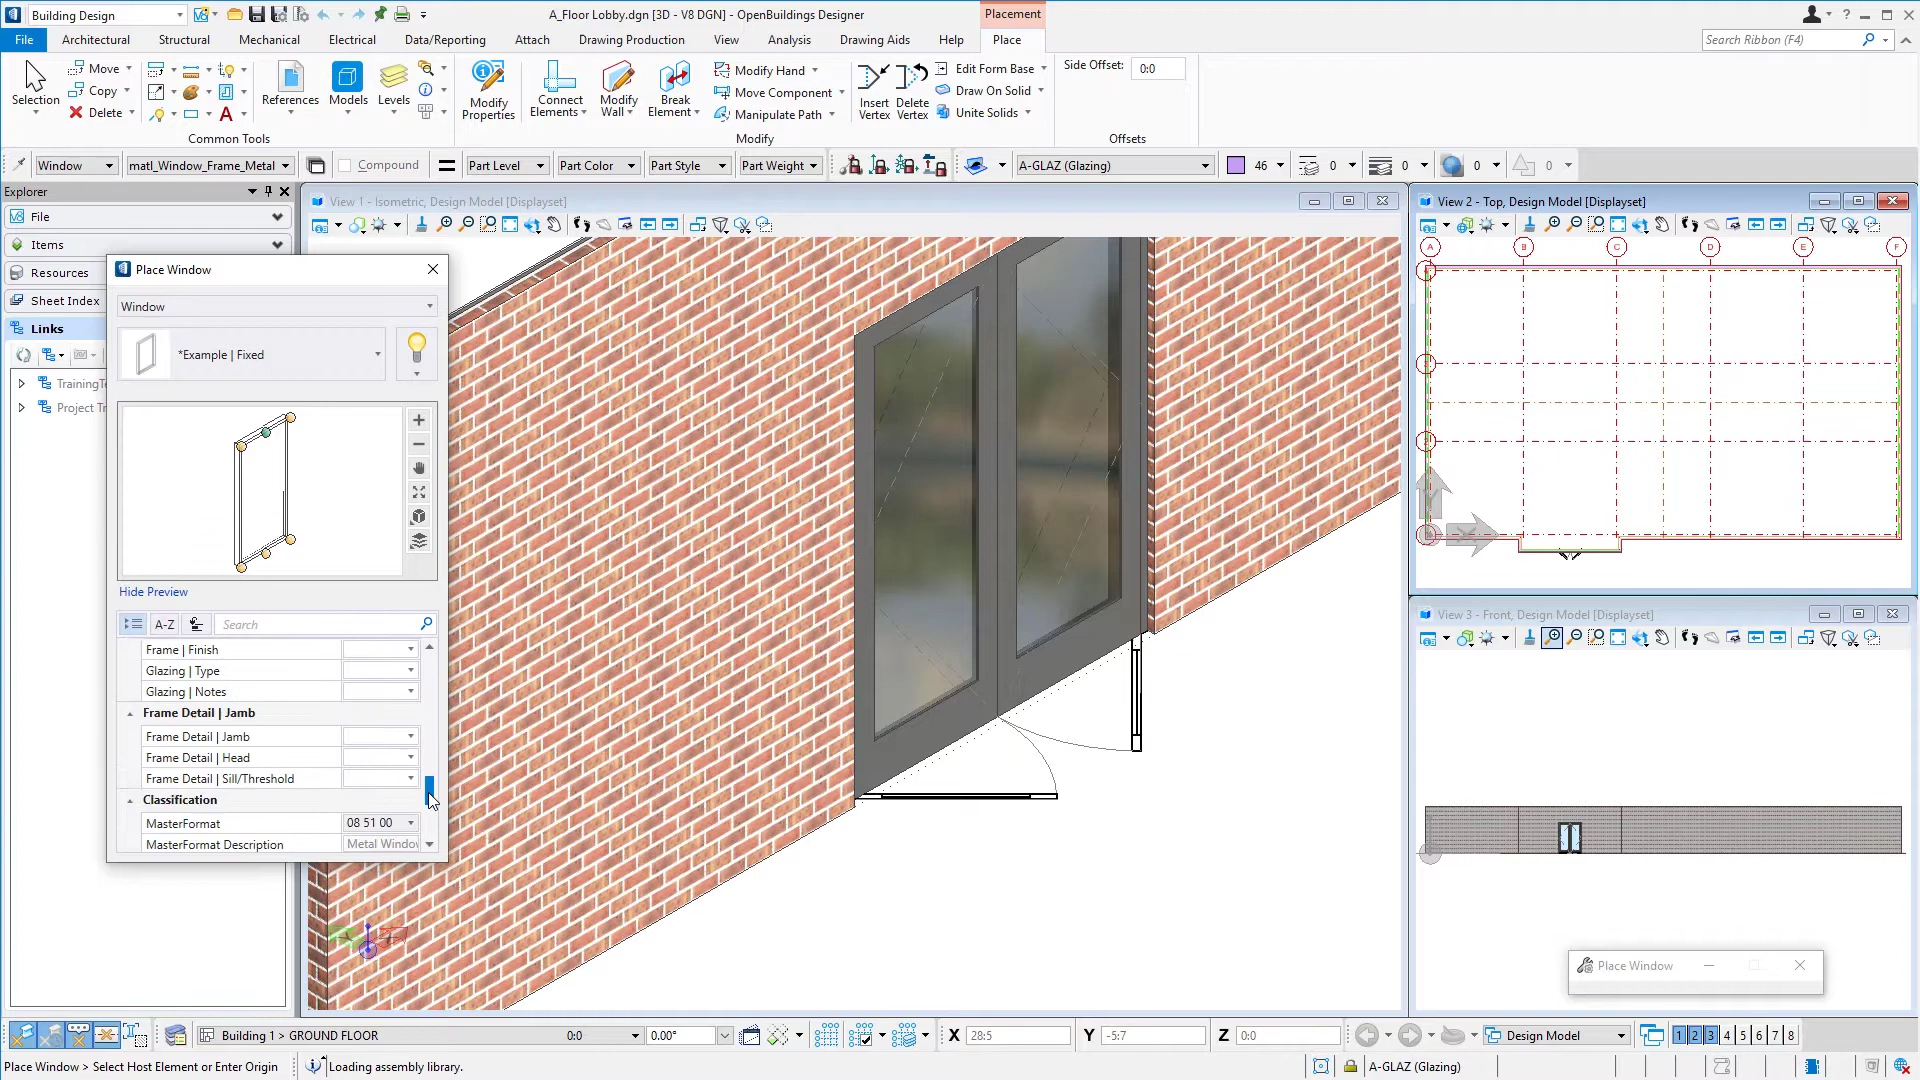 Building Design
A_Floor Lobby.dgn [3D - V8 DGN] - OpenBuildings Designer
Placement
File
Architectural
Structural
Mechanical
Electrical
Data/Reporting
Attach
Drawing Production
View
Analysis
Drawing Aids
Help
Place
Search Ribbon (F4)
Selection
Move
Copy
Delete
References
Models
Levels
Common Tools
Modify Properties
Connect Elements
Modify Wall
Break Element
Modify Hand
Move Component
Manipulate Path
Insert Vertex
Delete Vertex
Edit Form Base
Draw On Solid
Unite Solids
Modify
Side Offset: 0:0
Offsets
Window
matl_Window_Frame_Metal
Compound
Part Level
Part Color
Part Style
Part Weight
A-GLAZ (Glazing)
46
0
0
0
0
Explorer
File
Items
Resources
Sheet Index
Links
TrainingTe
Project Tr
View 1 - Isometric, Design Model [Displayset]
View 2 - Top, Design Model [Displayset]
A B C D E F
View 3 - Front, Design Model [Displayset]
Place Window
Window
*Example | Fixed
Hide Preview
A-Z
Search
Frame | Finish
Glazing | Type
Glazing | Notes
Frame Detail | Jamb
Frame Detail | Jamb
Frame Detail | Head
Frame Detail | Sill/Threshold
Classification
MasterFormat 08 51 00
MasterFormat Description Metal Windov
Place Window
Building 1 > GROUND FLOOR 0:0 0.00°
X 28:5
Y -5:7
Z 0:0
Design Model
1 2 3 4 5 6 7 8
Place Window > Select Host Element or Enter Origin
Loading assembly library.
A-GLAZ (Glazing)